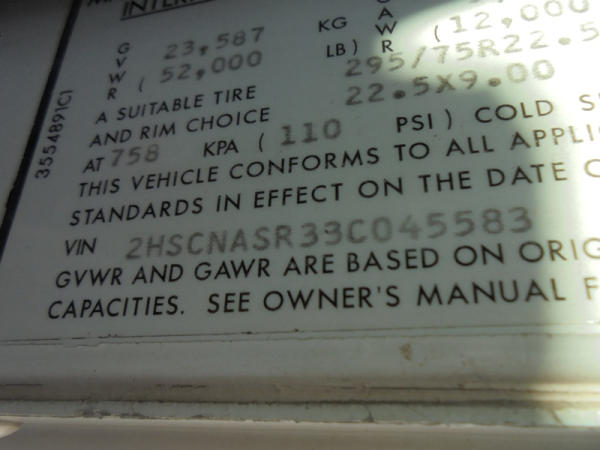 GVWR 23,587 KG GAWR (12,000
(52,000 LB) 295/75R22.5
A SUITABLE TIRE 22.5X9.00
AND RIM CHOICE
AT 758 KPA (110 PSI) COLD
THIS VEHICLE CONFORMS TO ALL APPLI
STANDARDS IN EFFECT ON THE DATE
VIN 2HSCNASR33C045583
GVWR AND GAWR ARE BASED ON ORIG
CAPACITIES. SEE OWNER'S MANUAL F
3554891C1